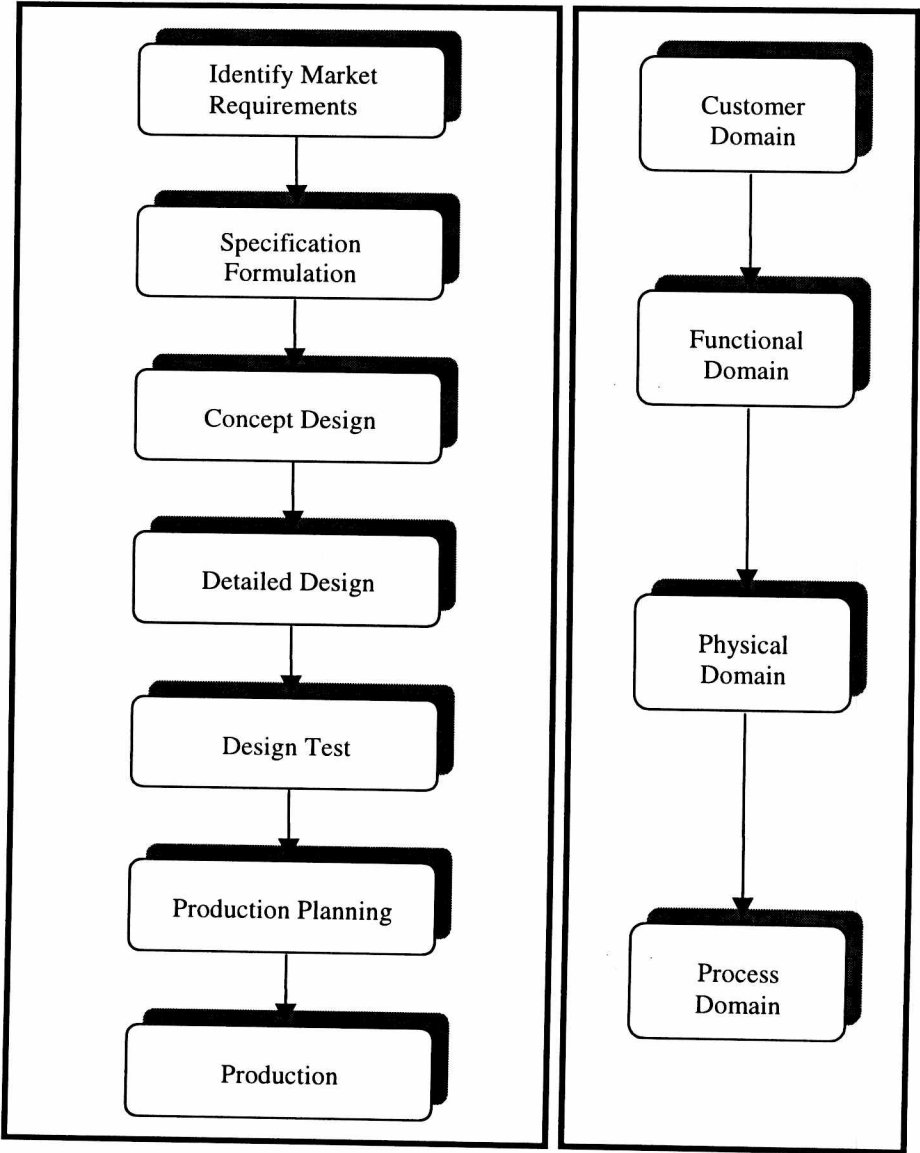 Identify Market
Requirements
Specification
Formulation
Concept Design
Detailed Design
Design Test
Production Planning
Production
Customer
Domain
Functional
Domain
Physical
Domain
Process
Domain